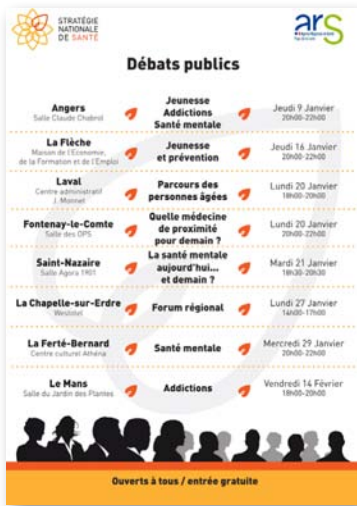 STRATÉGIE
NATIONALE
DE SANTÉ
ars
Débats publics
Angers
Salle Claude Chabrol
Jeunesse
Addictions
Santé mentale
Jeudi 9 Janvier
20h00-22h00
La Flèche
Maison de l'Economie,
de la Formation et de l'Emploi
Jeunesse
et prévention
Jeudi 16 Janvier
20h00-22h00
Laval
Centre administratif
J. Monnet
Parcours des
personnes âgées
Lundi 20 Janvier
18h00-20h00
Fontenay-le-Comte
Salle des OPS
Quelle médecine
de proximité
pour demain ?
Lundi 20 Janvier
20h00-22h00
Saint-Nazaire
Salle Agora 1901
La santé mentale
aujourd'hui...
et demain ?
Mardi 21 Janvier
18h30-20h30
La Chapelle-sur-Erdre
Westotel
Forum régional
Lundi 27 Janvier
14h00-17h00
La Ferté-Bernard
Centre culturel Athéna
Santé mentale
Mercredi 29 Janvier
20h00-22h00
Le Mans
Salle du Jardin des Plantes
Addictions
Vendredi 14 Février
18h00-20h00
Ouverts à tous / entrée gratuite